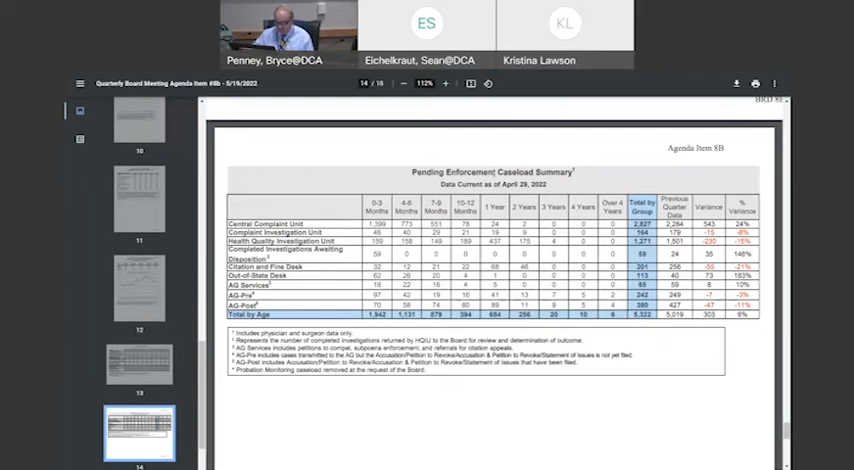 ES
KL
Penney, Bryce@DCA
Eichelkraut, Sean@DCA
Kristina Lawson
Quarterly Board Meeting Agenda Item #8b - 5/19/2022
14 / 16
112%
10
11
12
13
14
Agenda Item 8B
Pending Enforcement Caseload Summary¹
Data Current as of April 29, 2022
0-3 Months 4-6 Months 7-9 Months 10-12 Months 1 Year 2 Years 3 Years 4 Years Over 4 Years Total by Group Previous Quarter Data Variance % Variance
Central Complaint Unit 1,399 773 551 78 24 2 0 0 0 2,827 2,284 543 24%
Complaint Investigation Unit 46 40 29 21 19 9 0 0 0 164 179 -15 -8%
Health Quality Investigation Unit 159 158 149 189 437 175 4 0 0 1,271 1,501 -230 -15%
Completed Investigations Awaiting Disposition ² 59 0 0 0 0 0 0 0 0 59 24 35 146%
Citation and Fine Desk 32 12 21 22 68 46 0 0 0 201 256 -55 -21%
Out-of-State Desk 62 26 20 4 1 0 0 0 0 113 40 73 183%
AG Services³ 18 22 16 4 5 0 0 0 0 65 59 6 10%
AG-Pre⁴ 97 42 19 16 41 13 7 5 2 242 249 -7 -3%
AG-Post⁵ 70 58 74 60 89 11 9 5 4 380 427 -47 -11%
Total by Age 1,942 1,131 879 394 684 256 20 10 6 5,322 5,019 303 6%
¹ Includes physician and surgeon data only.
² Represents the number of completed investigations returned by HQIU to the Board for review and determination of outcome.
³ AG Services includes petitions to compel, subpoena enforcement, and referrals for citation appeals.
⁴ AG-Pre includes cases transmitted to the AG but the Accusation/Petition to Revoke/Accusation & Petition to Revoke/Statement of Issues is not yet filed.
⁵ AG-Post includes Accusation/Petition to Revoke/Accusation & Petition to Revoke/Statement of Issues that have been filed.
* Probation Monitoring caseload removed at the request of the Board.